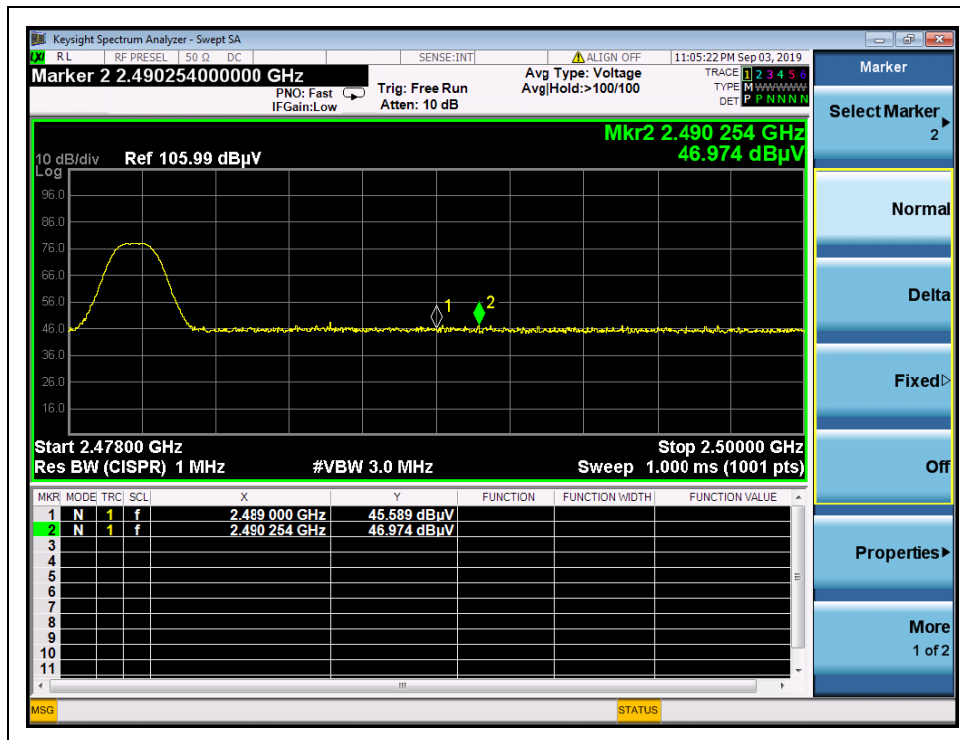 Keysight Spectrum Analyzer - Swept SA
LXI RL RF PRESEL 50 Ω DC SENSE:INT ALIGN OFF 11:05:22 PM Sep 03, 2019
Marker 2 2.490254000000 GHz
PNO: Fast
IFGain:Low
Trig: Free Run
Atten: 10 dB
Avg Type: Voltage
Avg|Hold:>100/100
TRACE 1 2 3 4 5 6
TYPE M WWWWW
DET P P N N N N
Mkr2 2.490 254 GHz
46.974 dBµV
10 dB/div Ref 105.99 dBµV
Log
96.0
86.0
76.0
66.0
56.0
46.0
36.0
26.0
16.0
1
2
Start 2.47800 GHz Stop 2.50000 GHz
Res BW (CISPR) 1 MHz #VBW 3.0 MHz Sweep 1.000 ms (1001 pts)
MKR MODE TRC SCL X Y FUNCTION FUNCTION WIDTH FUNCTION VALUE
1 N 1 f 2.489 000 GHz 45.589 dBµV
2 N 1 f 2.490 254 GHz 46.974 dBµV
3
4
5
6
7
8
9
10
11
MSG STATUS
Marker
Select Marker
2
Normal
Delta
Fixed
Off
Properties
More
1 of 2